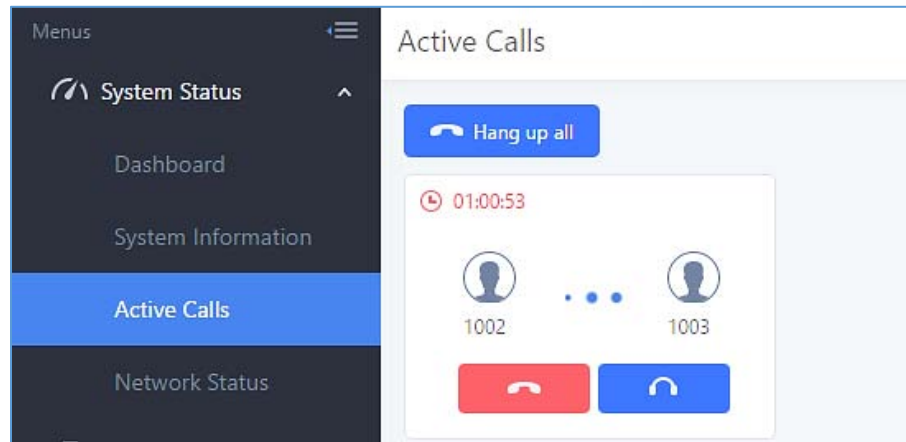 Menus
System Status
Dashboard
System Information
Active Calls
Network Status
Active Calls
Hang up all
01:00:53
1002
1003